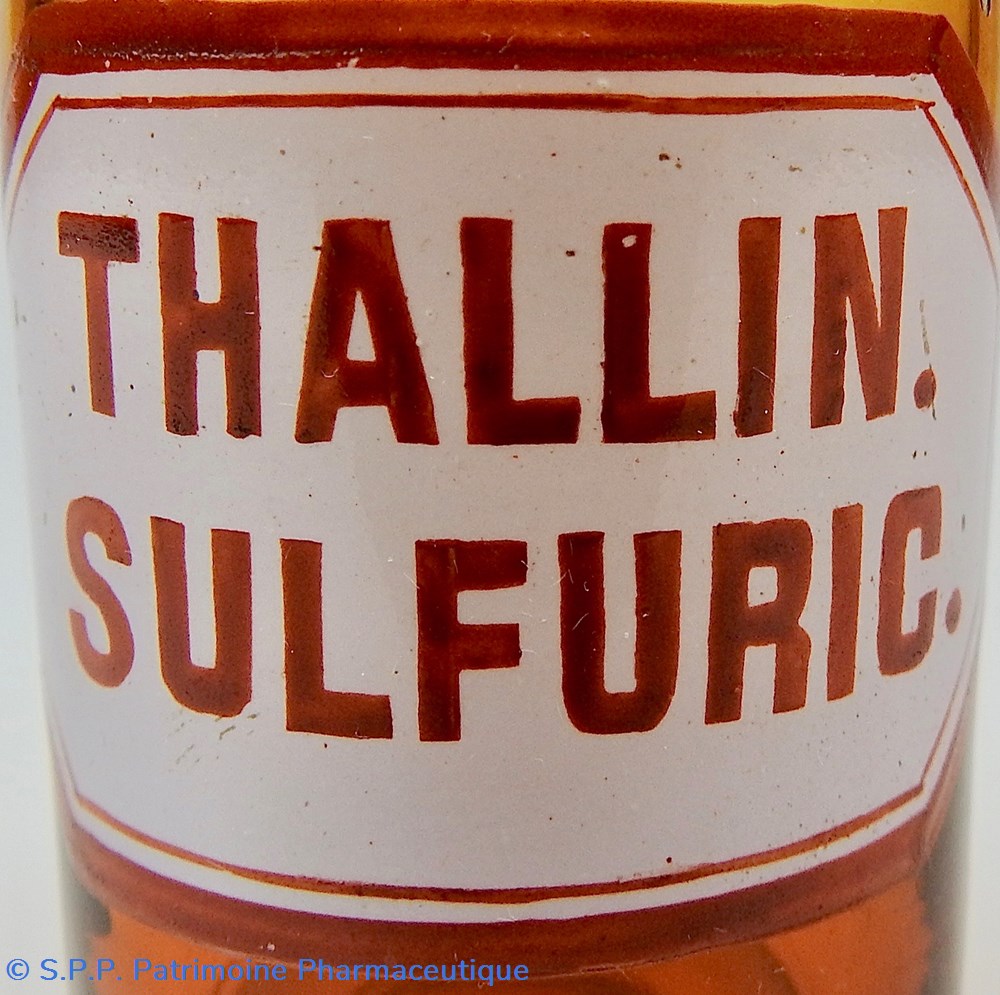 THALLIN.
SULFURIC.
© S.P.P. Patrimoine Pharmaceutique